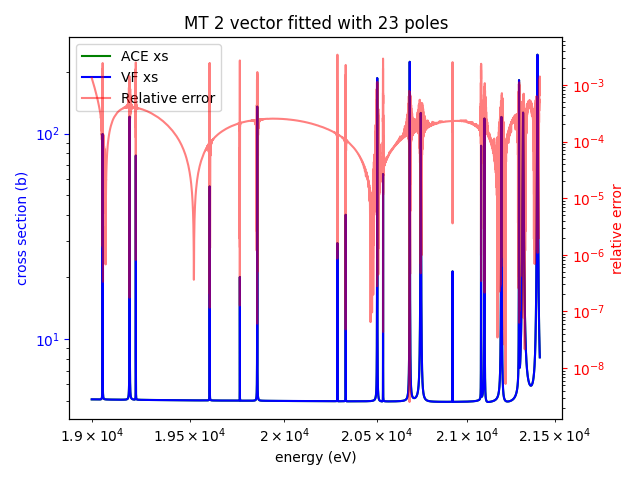 MT 2 vector fitted with 23 poles
ACE xs
VF xs
Relative error
cross section (b)
10²
10¹
relative error
10⁻³
10⁻⁴
10⁻⁵
10⁻⁶
10⁻⁷
10⁻⁸
1.9 × 10⁴ 1.95 × 10⁴ 2 × 10⁴ 2.05 × 10⁴ 2.1 × 10⁴ 2.15 × 10⁴
energy (eV)